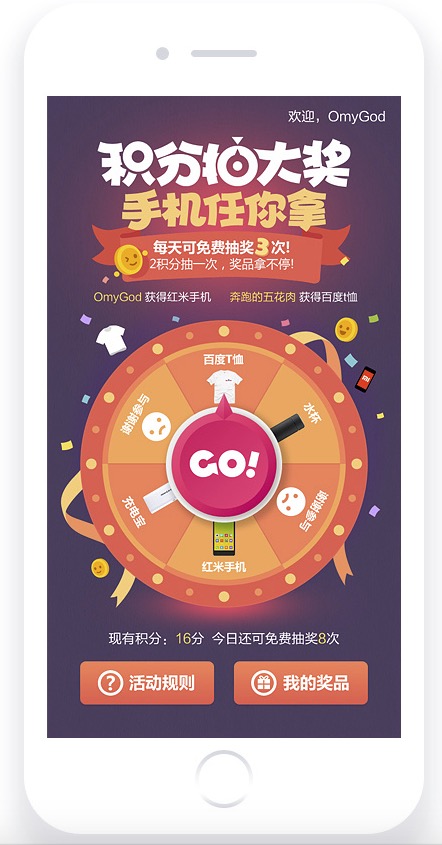 欢迎，OmyGod
积分拍大奖
手机任你拿
每天可免费抽奖3次!
2积分抽一次，奖品拿不停!
OmyGod 获得红米手机 奔跑的五花肉 获得百度t恤
百度T恤
水杯
谢谢参与
红米手机
充电宝
谢谢参与
GO!
现有积分：16分 今日还可免费抽奖8次
? 活动规则
我的奖品